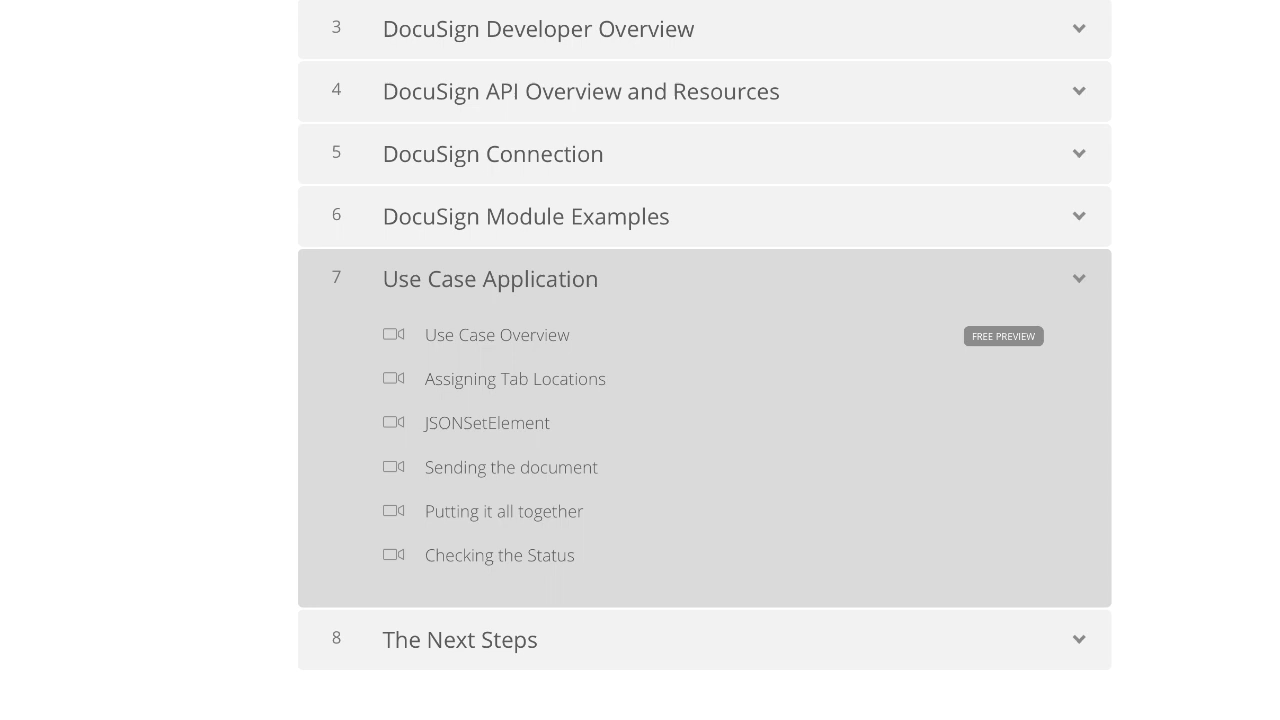 3 DocuSign Developer Overview
4 DocuSign API Overview and Resources
5 DocuSign Connection
6 DocuSign Module Examples
7 Use Case Application
Use Case Overview FREE PREVIEW
Assigning Tab Locations
JSONSetElement
Sending the document
Putting it all together
Checking the Status
8 The Next Steps